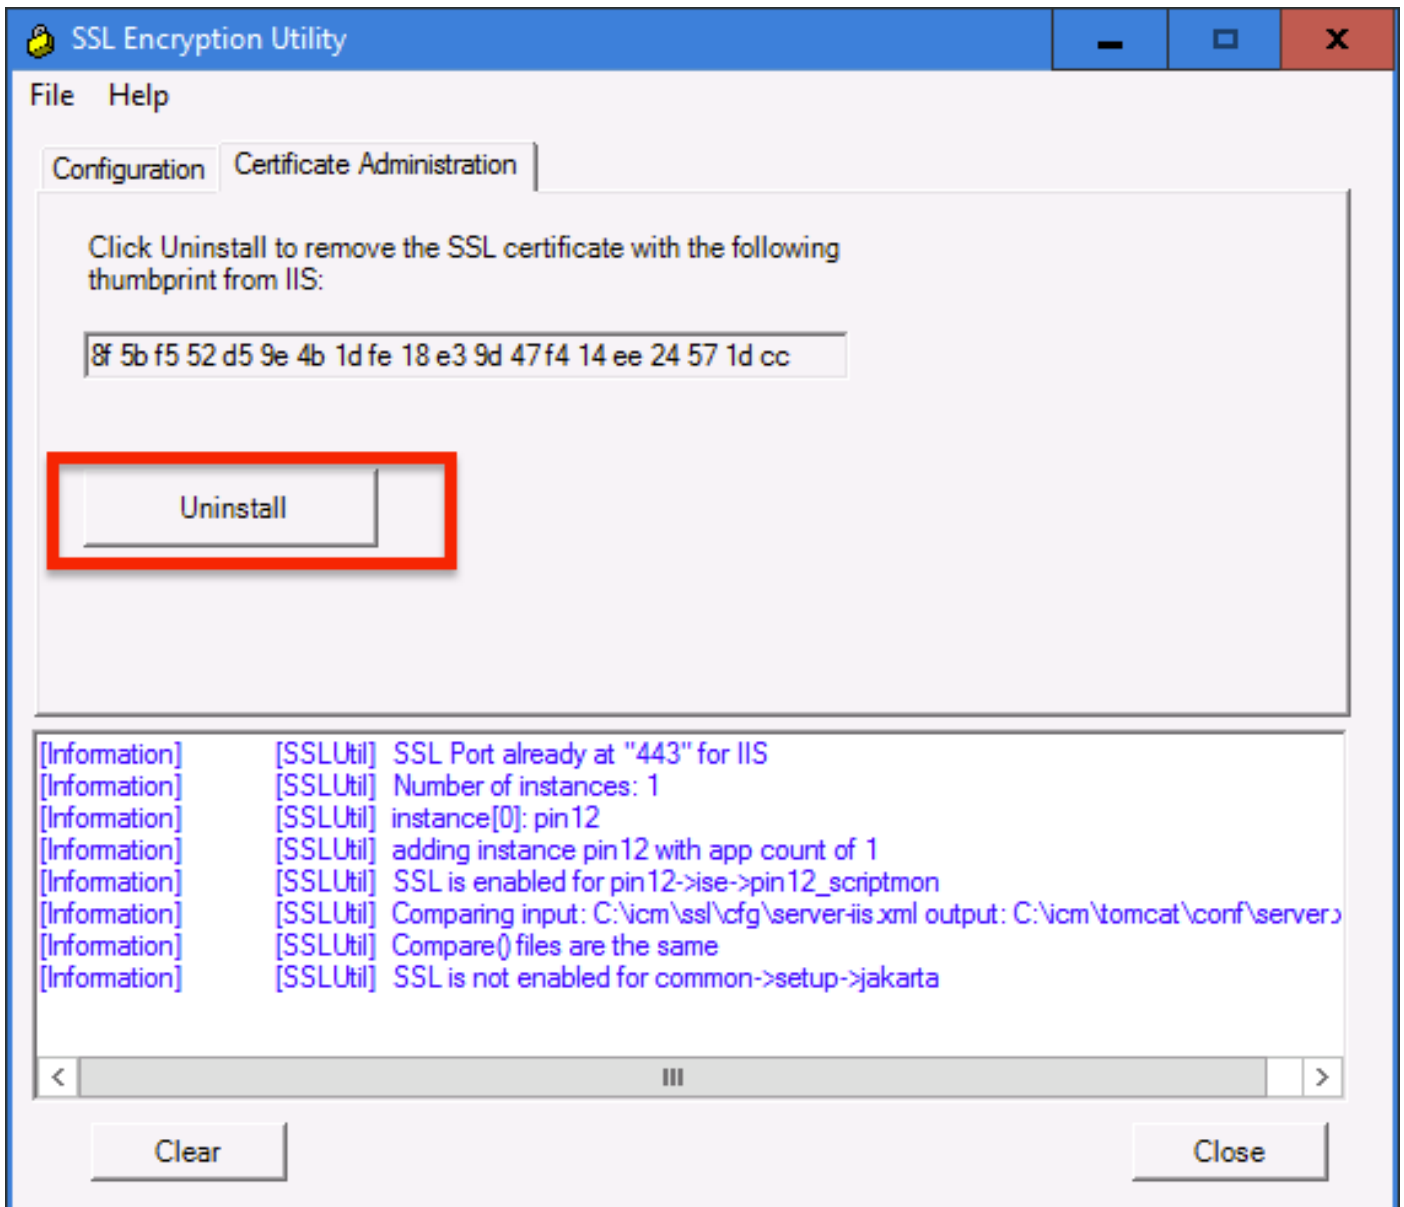 SSL Encryption Utility
File Help
Configuration Certificate Administration
Click Uninstall to remove the SSL certificate with the following
thumbprint from IIS:
8f 5b f5 52 d5 9e 4b 1d fe 18 e3 9d 47 f4 14 ee 24 57 1d cc
Uninstall
[Information] [SSLUtil] SSL Port already at "443" for IIS
[Information] [SSLUtil] Number of instances: 1
[Information] [SSLUtil] instance[0]: pin12
[Information] [SSLUtil] adding instance pin12 with app count of 1
[Information] [SSLUtil] SSL is enabled for pin12->ise->pin12_scriptmon
[Information] [SSLUtil] Comparing input: C:\icm\ssl\cfg\server-iis.xml output: C:\icm\tomcat\conf\server.x
[Information] [SSLUtil] Compare() files are the same
[Information] [SSLUtil] SSL is not enabled for common->setup->jakarta
Clear Close